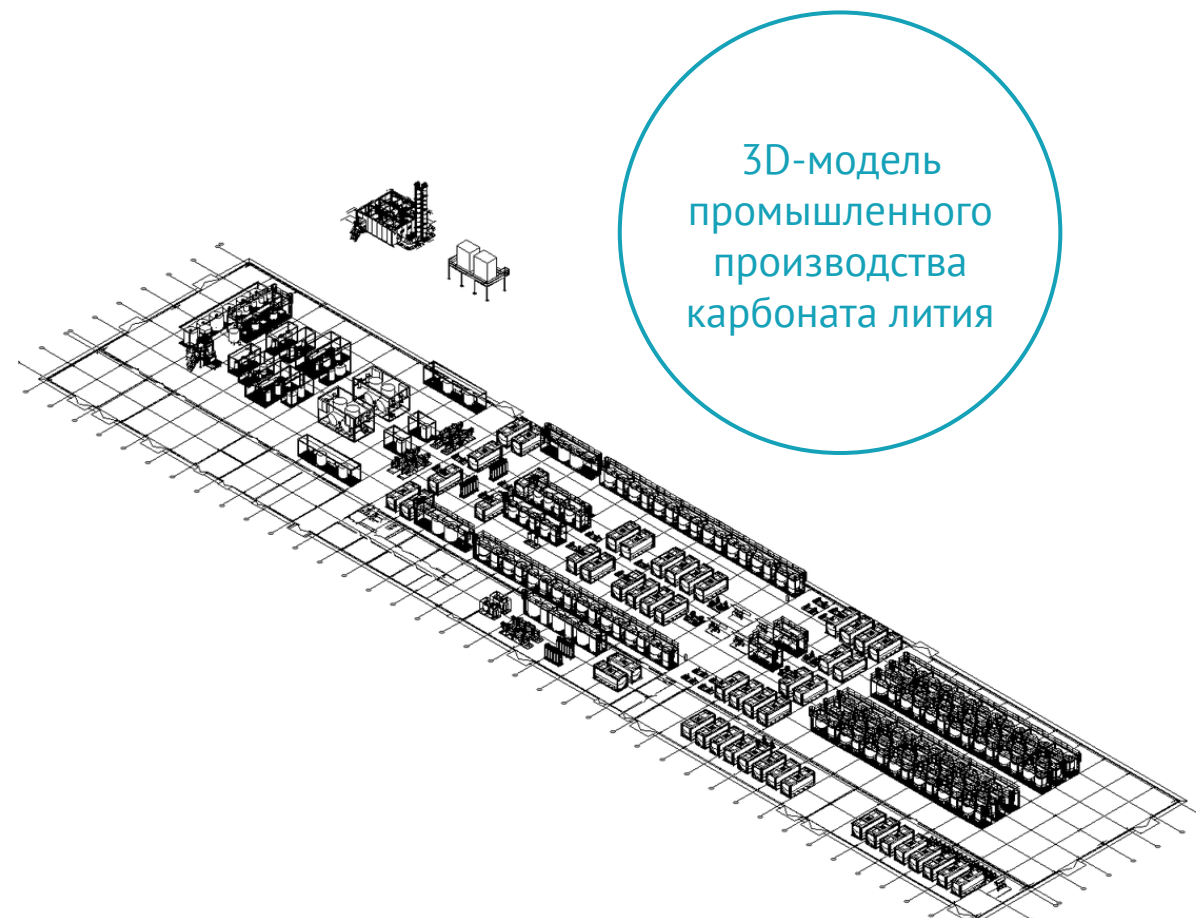 3D-модель
промышленного
производства
карбоната лития